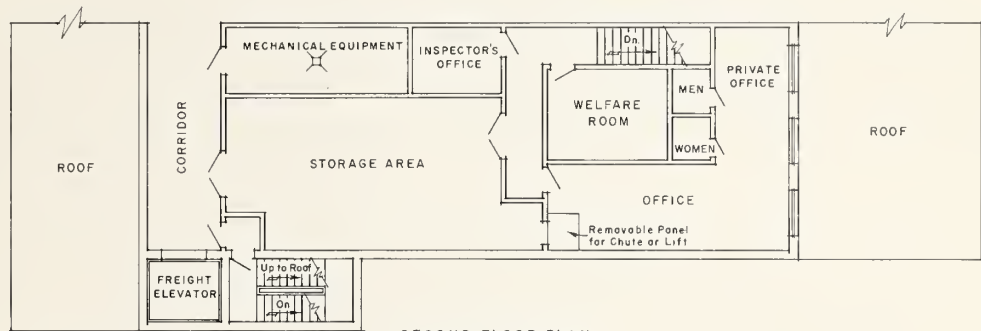 MECHANICAL EQUIPMENT
INSPECTOR'S
OFFICE
Dn.
PRIVATE
OFFICE
MEN
WELFARE
ROOM
WOMEN
ROOF
CORRIDOR
STORAGE AREA
ROOF
OFFICE
Removable Panel
for Chute or Lift
FREIGHT
ELEVATOR
Up to Roof
Dn.